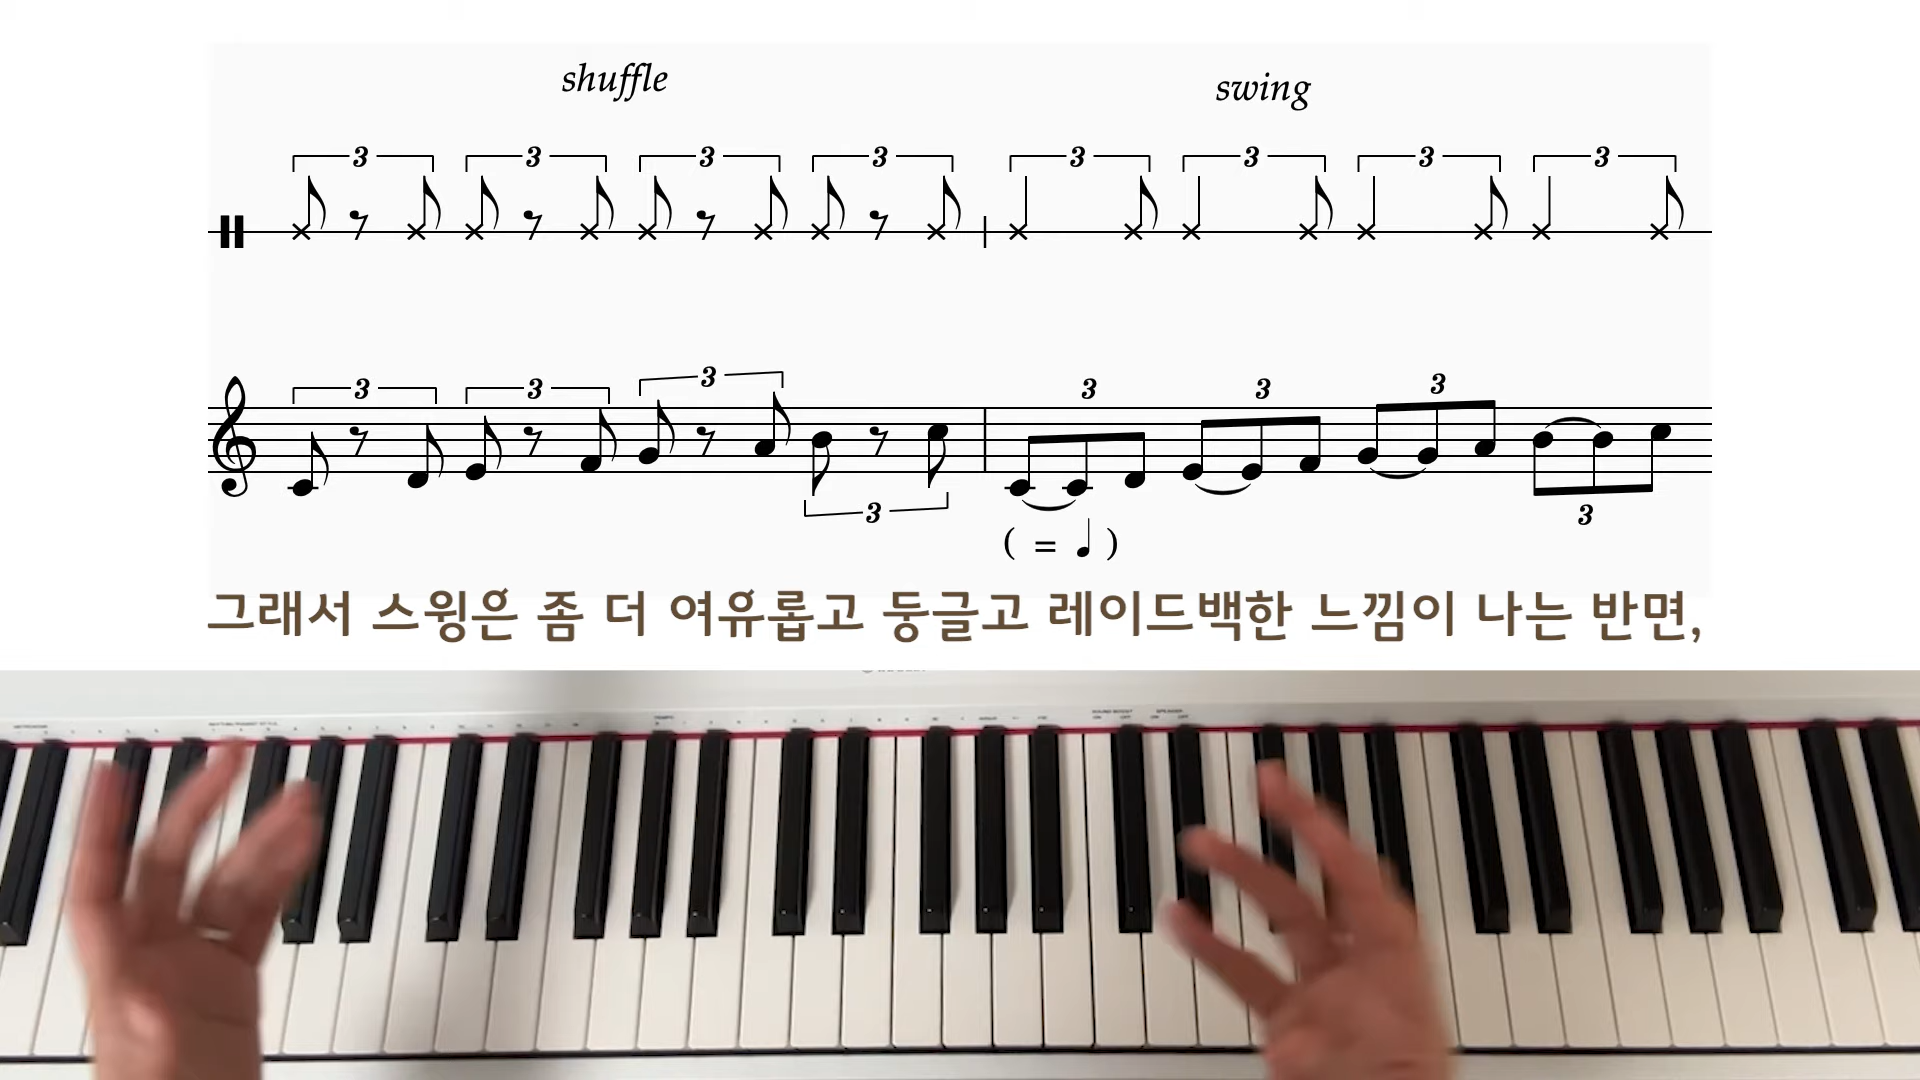 shuffle
swing
3 3 3 3 3 3 3 3
3 3 3 3 3 3
3 3
( = ♩ )
그래서 스윙은 좀 더 여유롭고 둥글고 레이드백한 느낌이 나는 반면,